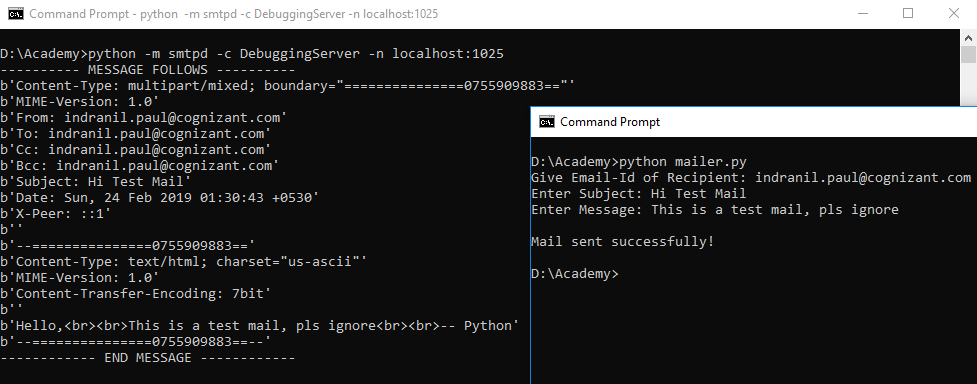 Command Prompt - python  -m smtpd -c DebuggingServer -n localhost:1025
D:\Academy>python -m smtpd -c DebuggingServer -n localhost:1025
---------- MESSAGE FOLLOWS ----------
b'Content-Type: multipart/mixed; boundary="===============0755909883=="'
b'MIME-Version: 1.0'
b'From: indranil.paul@cognizant.com'
b'To: indranil.paul@cognizant.com'
b'Cc: indranil.paul@cognizant.com'
b'Bcc: indranil.paul@cognizant.com'
b'Subject: Hi Test Mail'
b'Date: Sun, 24 Feb 2019 01:30:43 +0530'
b'X-Peer: ::1'
b''
b'--===============0755909883=='
b'Content-Type: text/html; charset="us-ascii"'
b'MIME-Version: 1.0'
b'Content-Transfer-Encoding: 7bit'
b''
b'Hello,<br><br>This is a test mail, pls ignore<br><br>-- Python'
b'--===============0755909883==--'
------------ END MESSAGE ------------
Command Prompt
D:\Academy>python mailer.py
Give Email-Id of Recipient: indranil.paul@cognizant.com
Enter Subject: Hi Test Mail
Enter Message: This is a test mail, pls ignore
Mail sent successfully!
D:\Academy>